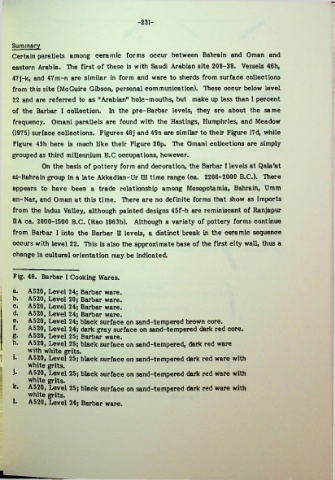 -231-
Summary
Certain parallels among ceramic forms occur between Bahrain and Oman and
eastern Arabia. The first of these is with Saudi Arabian site 208-38. Vessels 46h,
47j-k, and 47m-n are similar in form and ware to sherds from surface collections
from this site (McGuire Gibson, personal communication). These occur below level
22 and are referred to as "Arabian" hole-mouths, but make up less than 1 percent
of the Barbar I collection. In the pre-Barbar levels, they are about the same
frequency. Omani parallels are found with the Hastings, Humphries, and Meadow
(1975) surface collections. Figures 48j and 49n are similar to their Figure 17d, while
Figure 49h here is much like their Figure 20p. The Omani collections are simply
grouped as third millennium B.C occupations, however.
On the basis of pottery form and decoration, the Barbar I levels at Qala'at
al-Bahrain group in a late Akkadian-Ur III time range (ca. 2200-2000 B.C.). There
appears to have been a trade relationship among Mesopotamia, Bahrain, Umm
an-Nar, and Oman at this time. There are no definite forms that show as imports
from the Indus Valley, although painted designs 45f-h are reminiscent of Ranjapur
IIA ca. 2000-1500 B.C. (Rao 1963b). Although a variety of pottery forms continue
from Barbar I into the Barbar II levels, a distinct break in the ceramic sequence
occurs with level 22. This is also the approximate base of the first city wall, thus a
change is cultural orientation may be indicated.
Fig. 46. Barbar I Cooking Wares.
a. A520, Level 24; Barbar ware.
b. A520, Level 20; Barbar ware.
c. A520, Level 24; Barbar ware.
d. A520, Level 24; Barbar ware.
e. A520, Level 24; black surface on sand-tempered brown core.
f. A520, Level 24; dark gray surface on sand-tempered dark red core.
g. A520, Level 25; Barbar ware.
h. A520, Level 25; black surface on sand-tempered, dark red ware
with white grits.
i. A520, Level 25; black surface on sand-tempered dark red ware with
white grits.
j. A520, Level 25; black surface on sand-tempered dark red ware with
white grits.
k. A520, Level 25; black surface on sand-tempered dark red ware with
white grits.
l. A520, Level 24; Barbar ware.